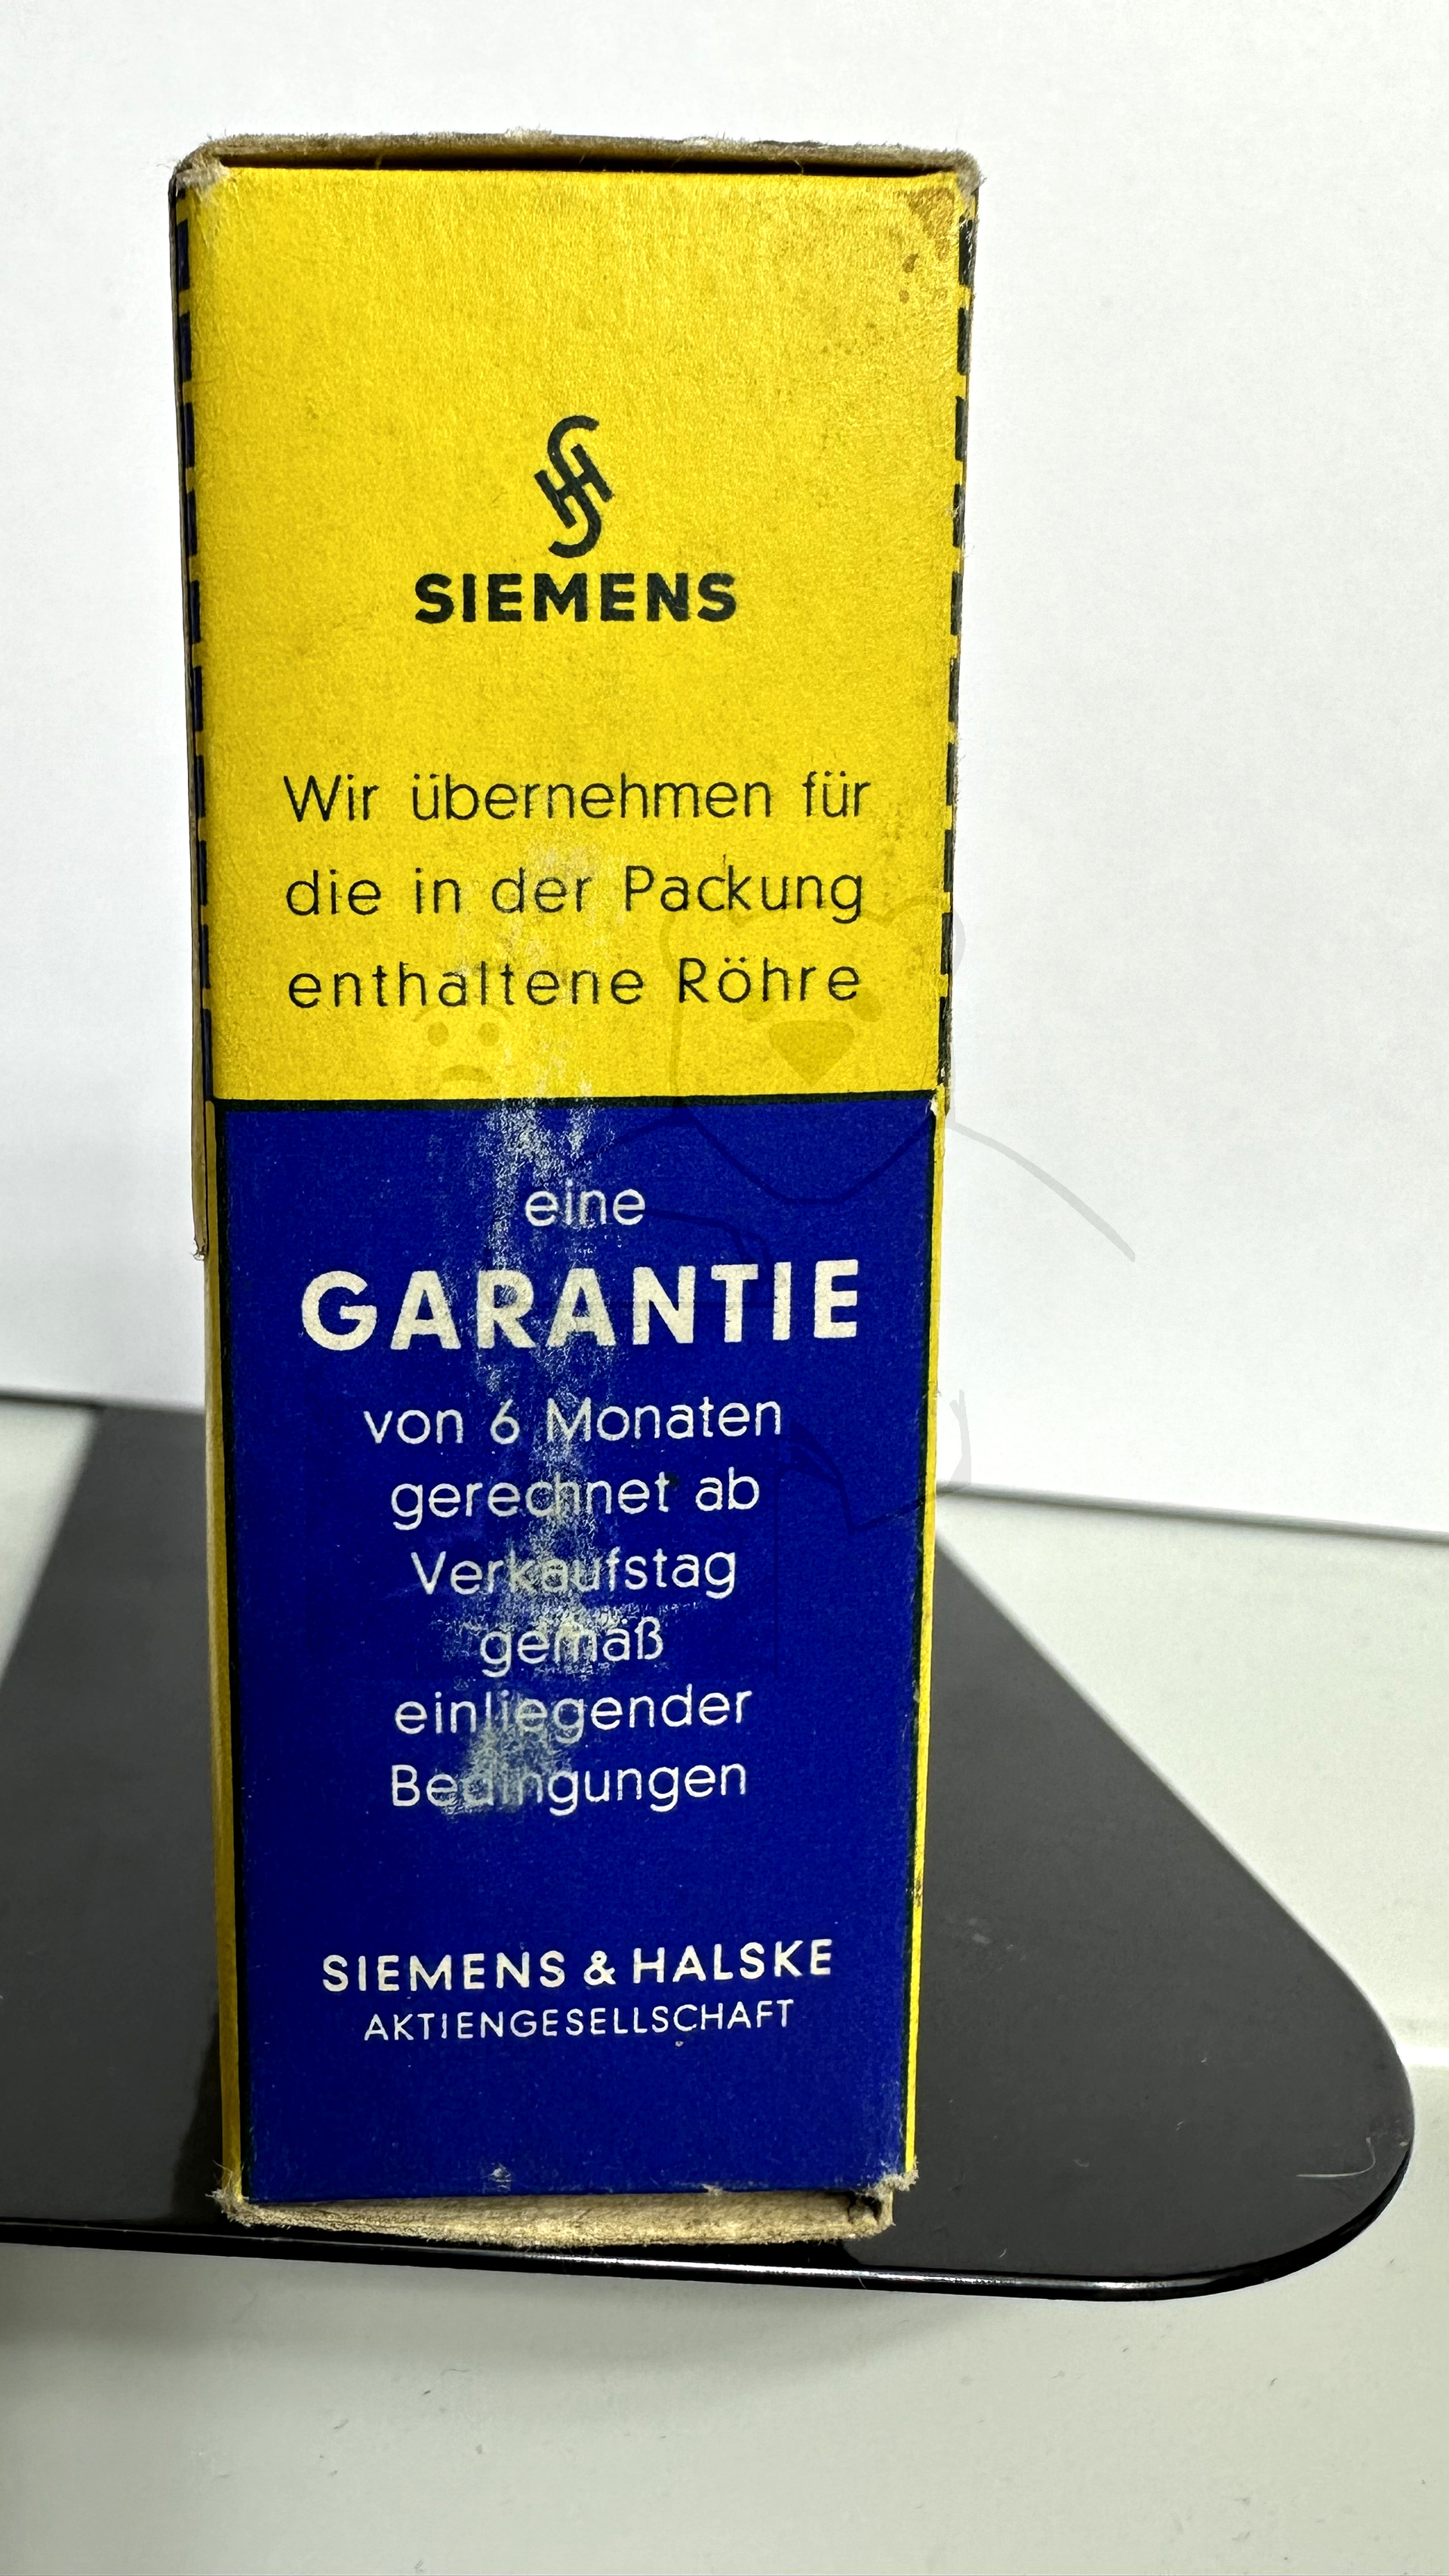 SH
SIEMENS
Wir übernehmen für
die in der Packung
enthaltene Röhre
eine
GARANTIE
von 6 Monaten
gerechnet ab
Verkaufstag
gemäß
einliegender
Bedingungen
SIEMENS & HALSKE
AKTIENGESELLSCHAFT